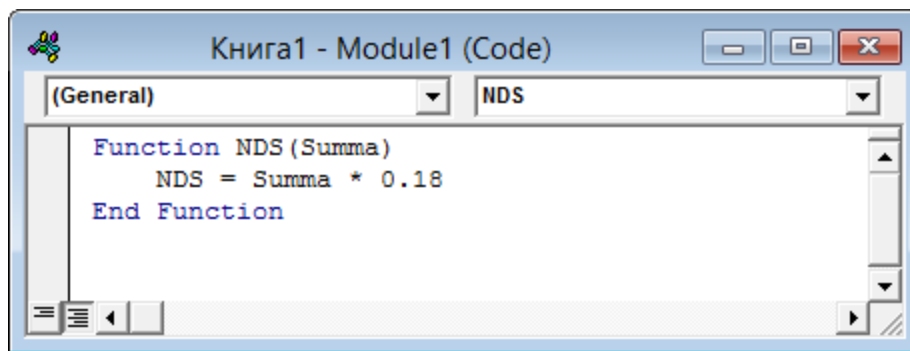 Книга1 - Module1 (Code)
(General) NDS
Function NDS(Summa)
    NDS = Summa * 0.18
End Function